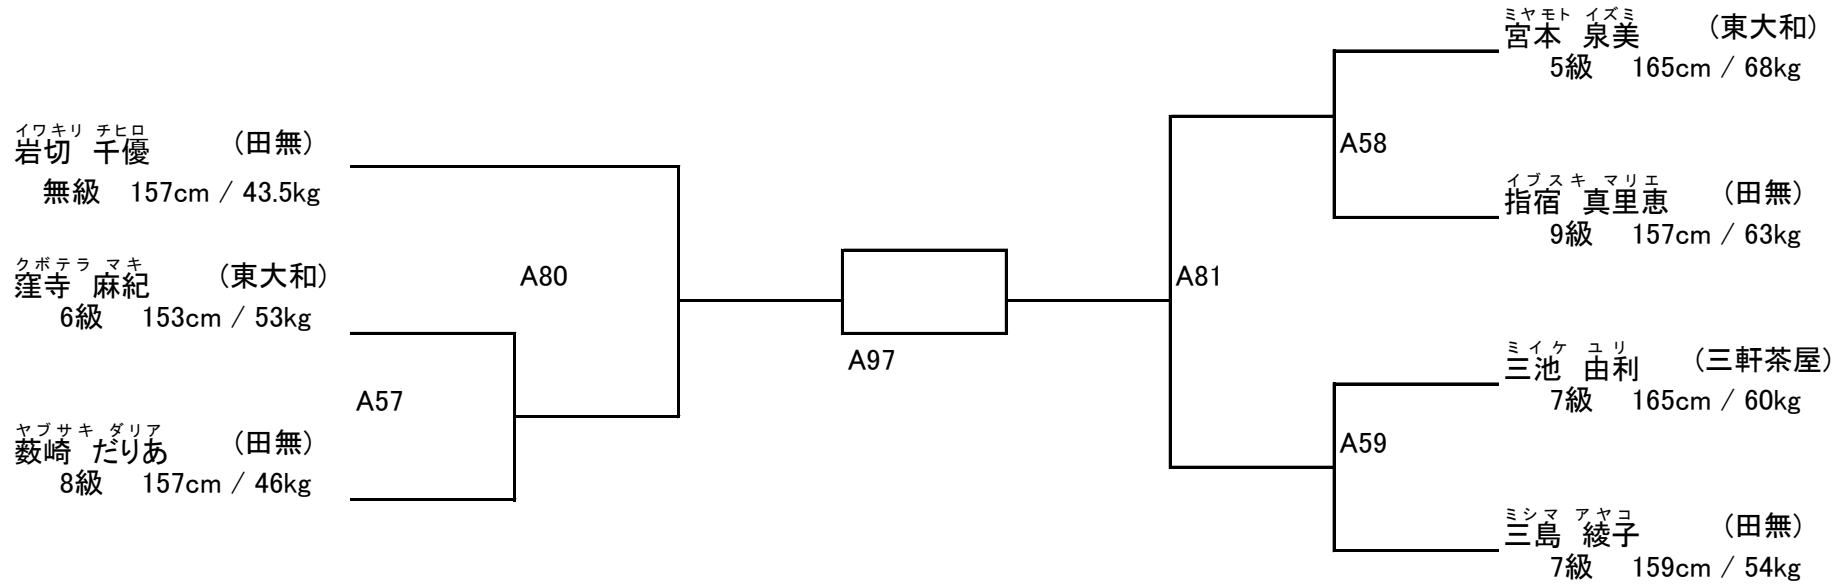 イワキリ チヒロ
岩切 千優 (田無)
無級 157cm / 43.5kg
クボテラ マキ
窪寺 麻紀 (東大和)
6級 153cm / 53kg
A57
ヤブサキ ダリア
薮崎 だりあ (田無)
8級 157cm / 46kg
A80
A97
ミヤモト イズミ
宮本 泉美 (東大和)
5級 165cm / 68kg
A58
イブスキ マリエ
指宿 真里恵 (田無)
9級 157cm / 63kg
A81
ミイケ ユリ
三池 由利 (三軒茶屋)
7級 165cm / 60kg
A59
ミシマ アヤコ
三島 綾子 (田無)
7級 159cm / 54kg